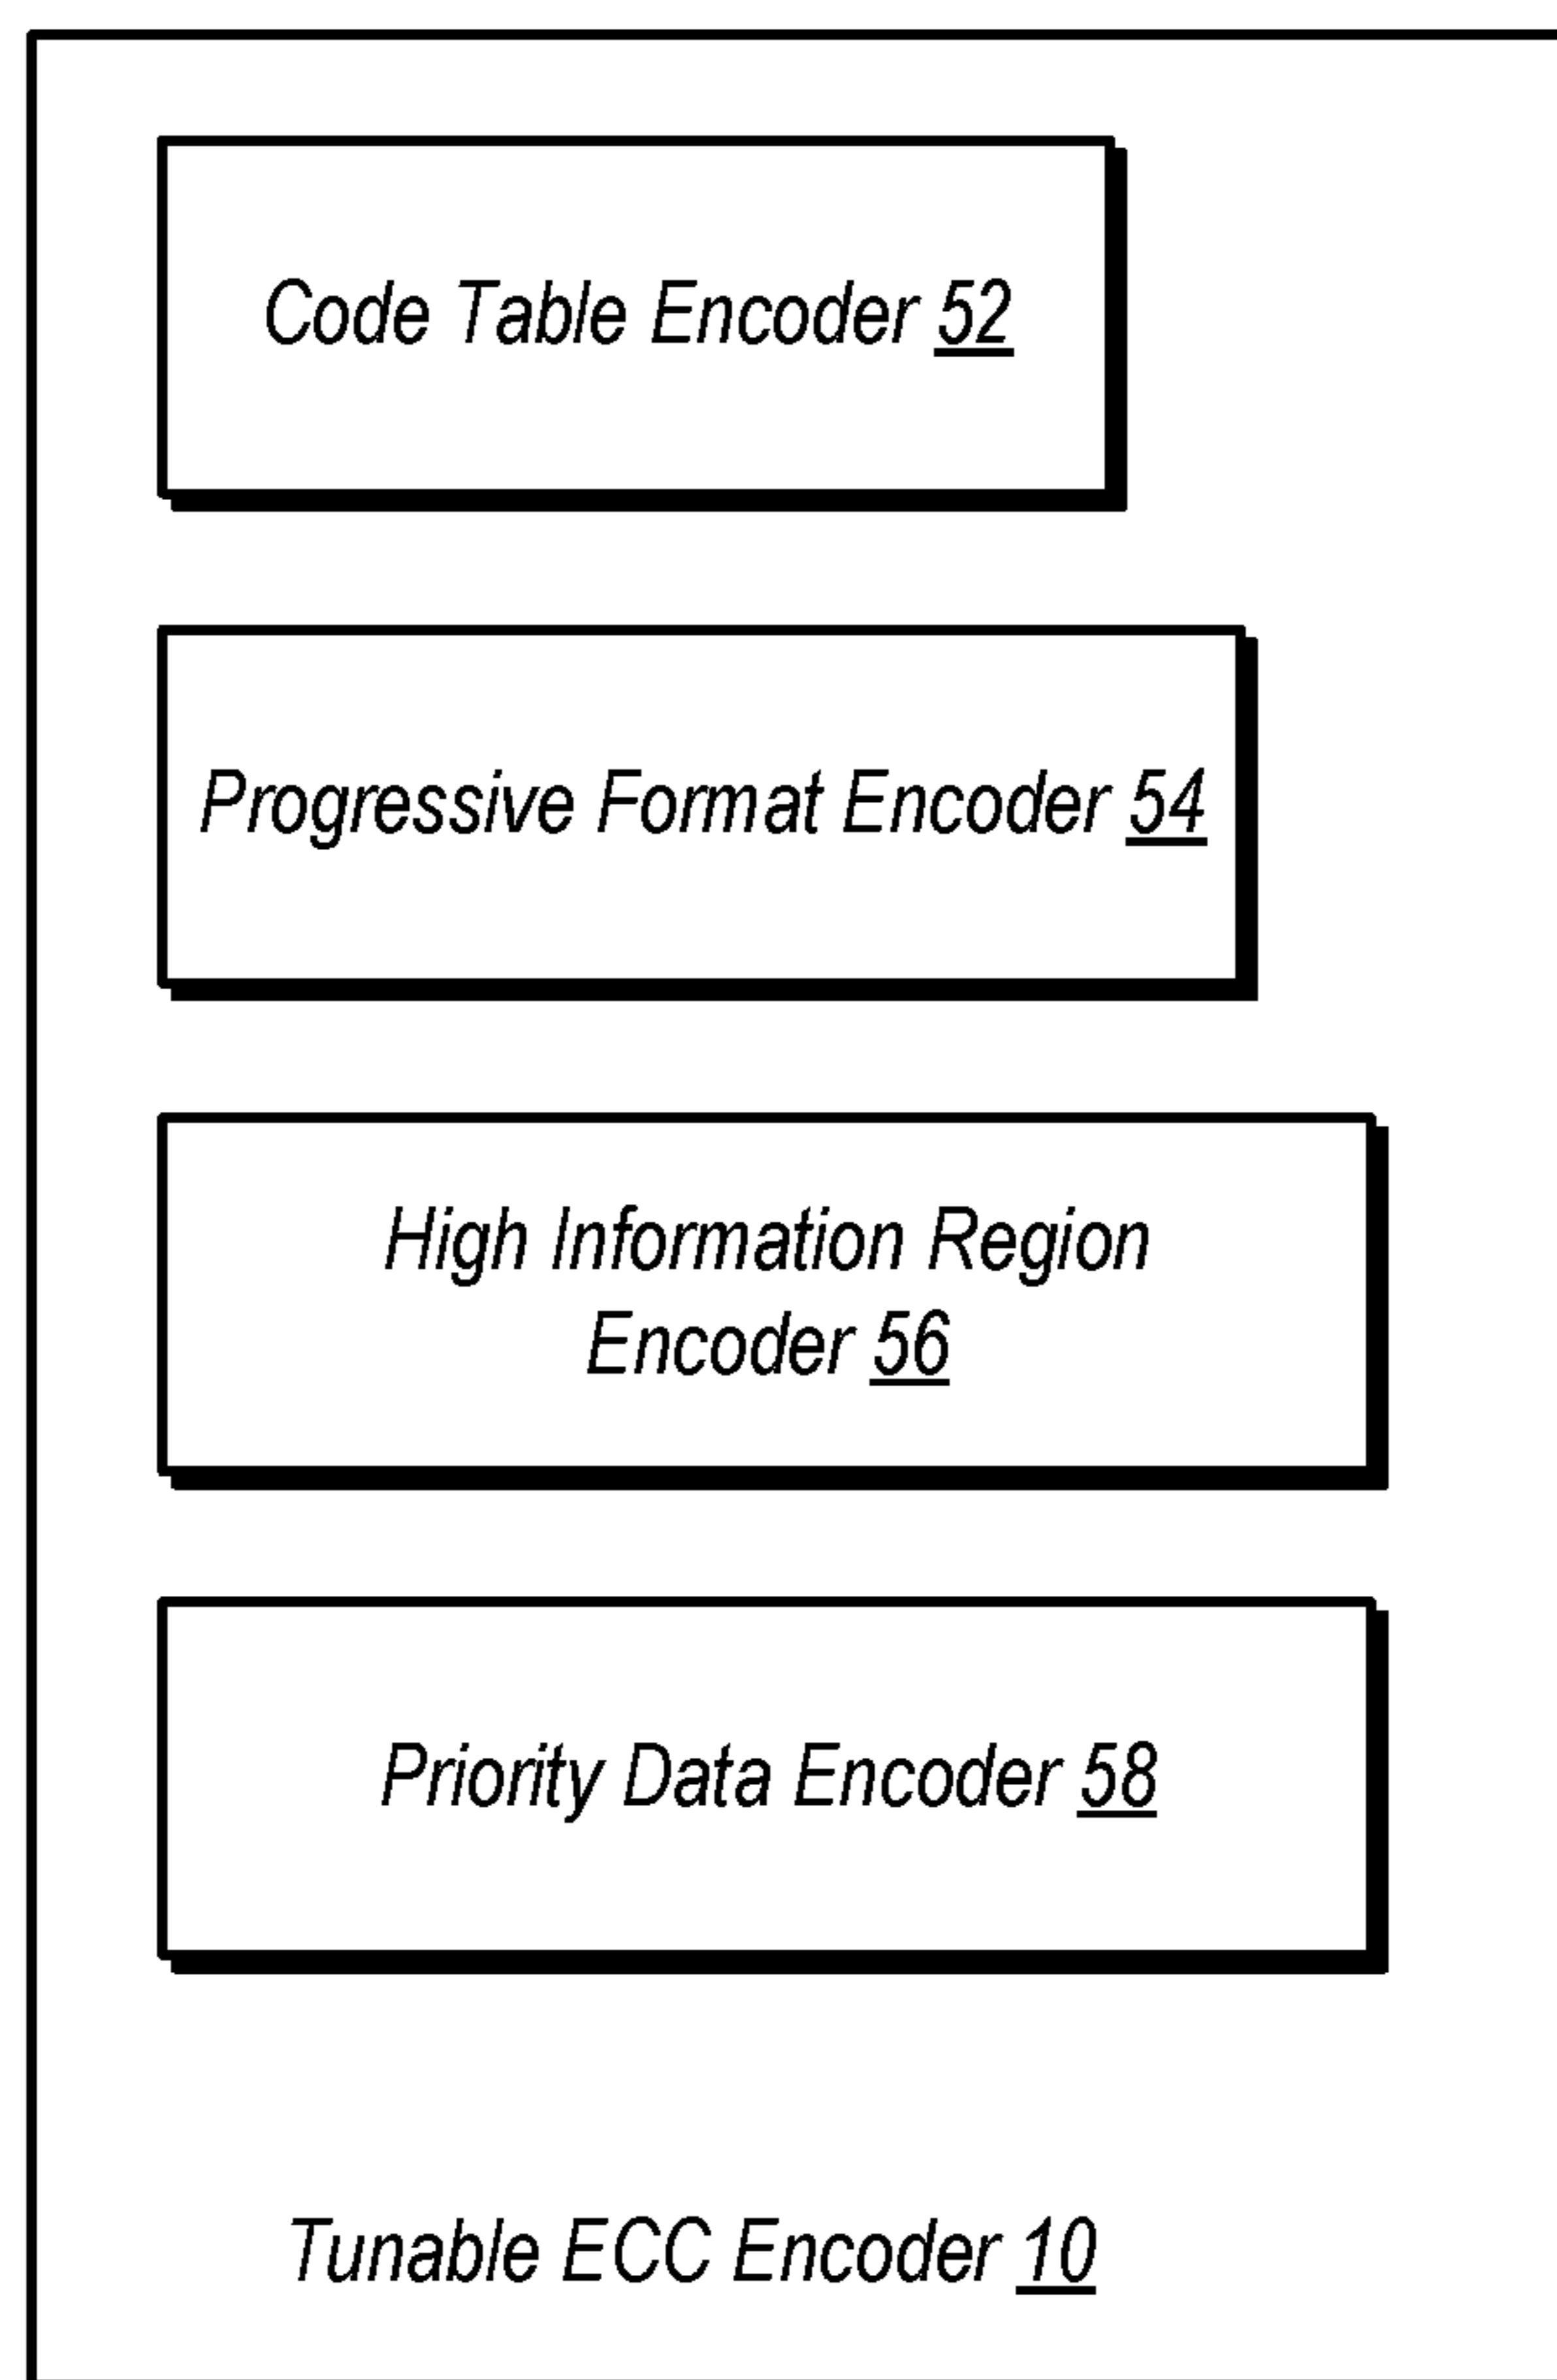 Code Table Encoder 52
Progressive Format Encoder 54
High Information Region
Encoder 56
Priority Data Encoder 58
Tunable ECC Encoder 10